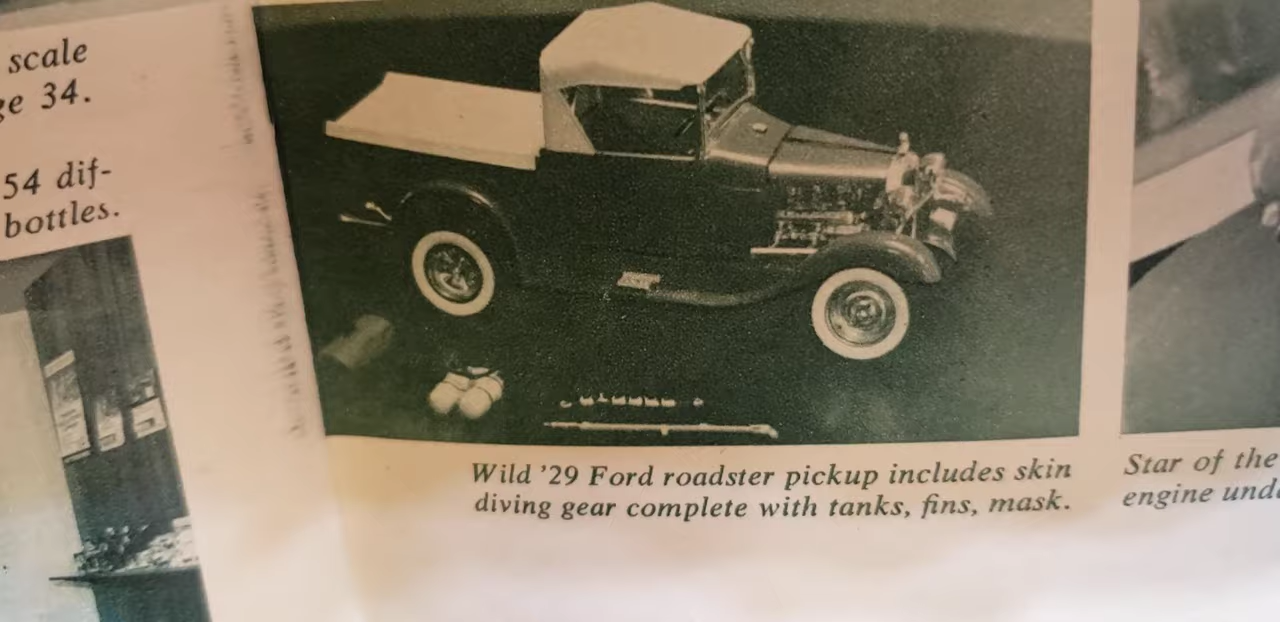 scale
ge 34.
54 dif-
bottles.
Wild '29 Ford roadster pickup includes skin
diving gear complete with tanks, fins, mask.
Star of the
engine unde